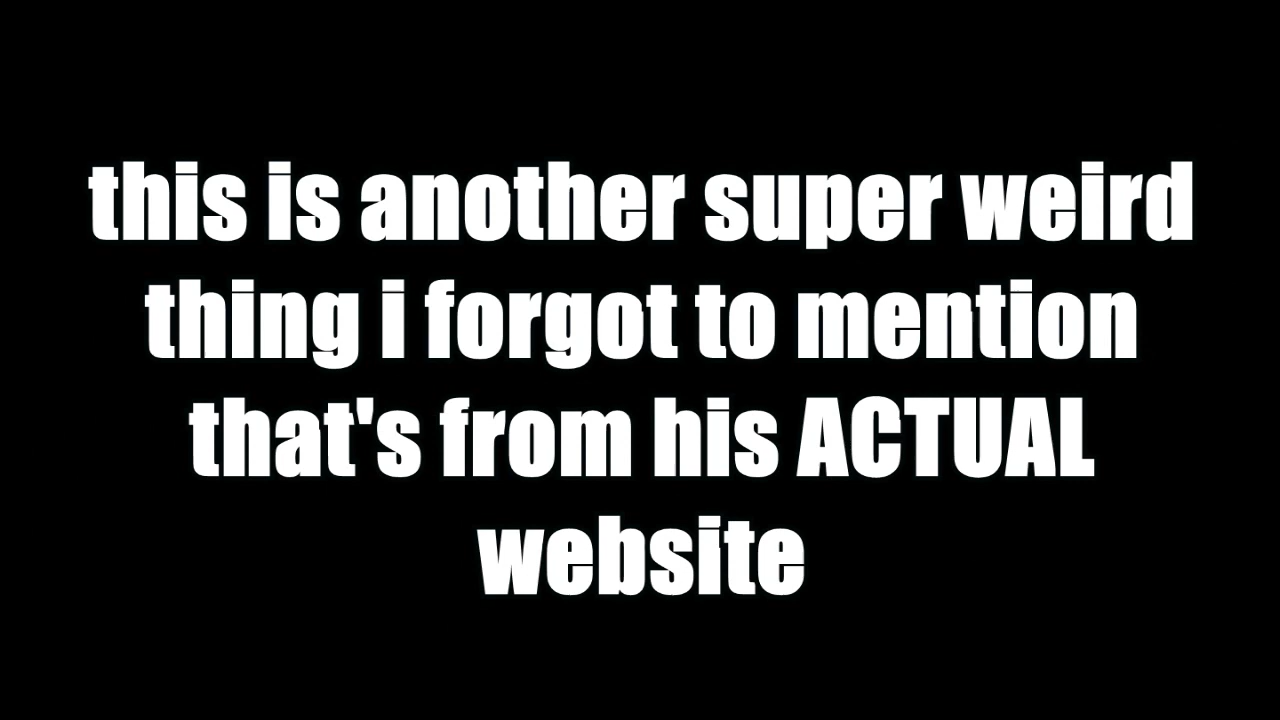 this is another super weird
thing i forgot to mention
that's from his ACTUAL
website